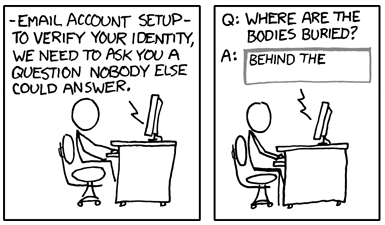 -EMAIL ACCOUNT SETUP-
TO VERIFY YOUR IDENTITY,
WE NEED TO ASK YOU A
QUESTION NOBODY ELSE
COULD ANSWER.
Q: WHERE ARE THE
BODIES BURIED?
A: BEHIND THE